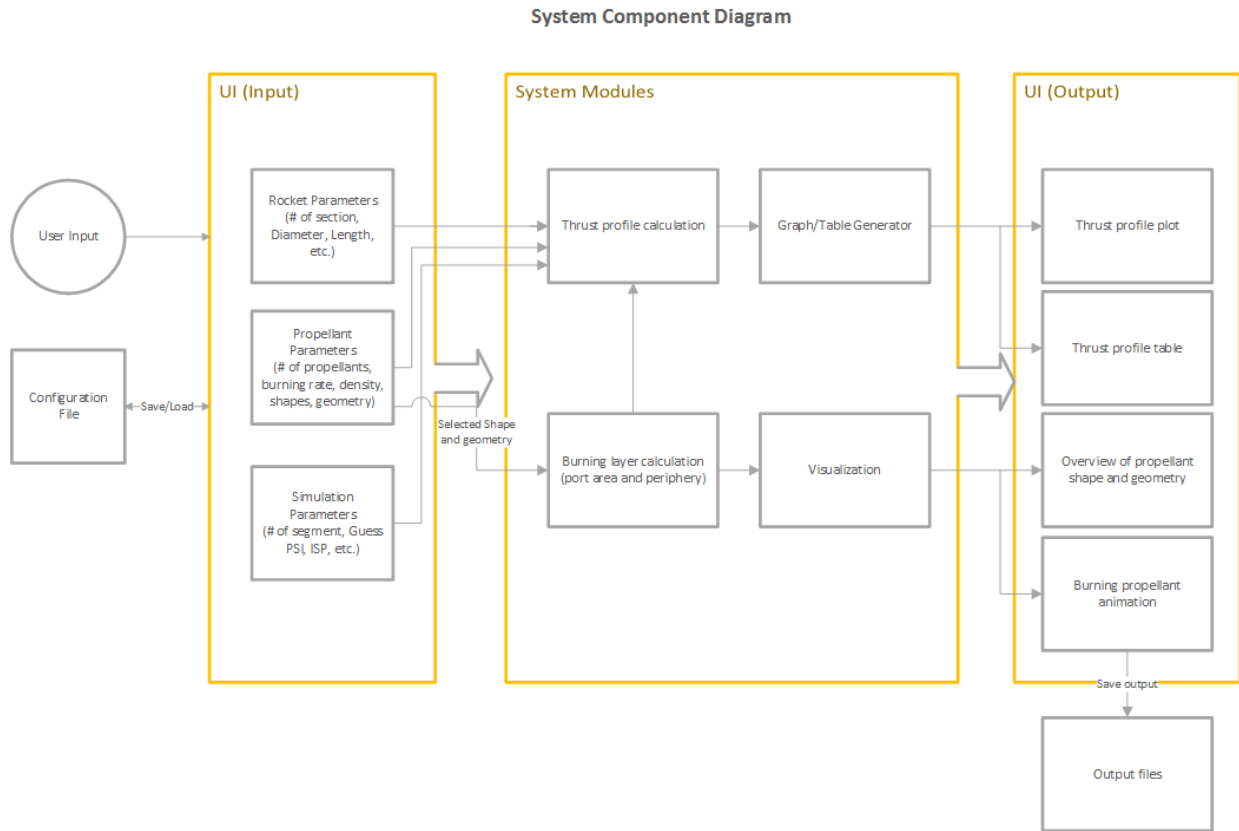 System Component Diagram
UI (Input)
System Modules
UI (Output)
User Input
Rocket Parameters
(# of section,
Diameter, Length,
etc.)
Thrust profile calculation
Graph/Table Generator
Thrust profile plot
Configuration
File
Save/Load
Propellant
Parameters
(# of propellants,
burning rate, density,
shapes, geometry)
Thrust profile table
Selected Shape
and geometry
Simulation
Parameters
(# of segment, Guess
PSI, ISP, etc.)
Burning layer calculation
(port area and periphery)
Visualization
Overview of propellant
shape and geometry
Burning propellant
animation
Save output
Output files